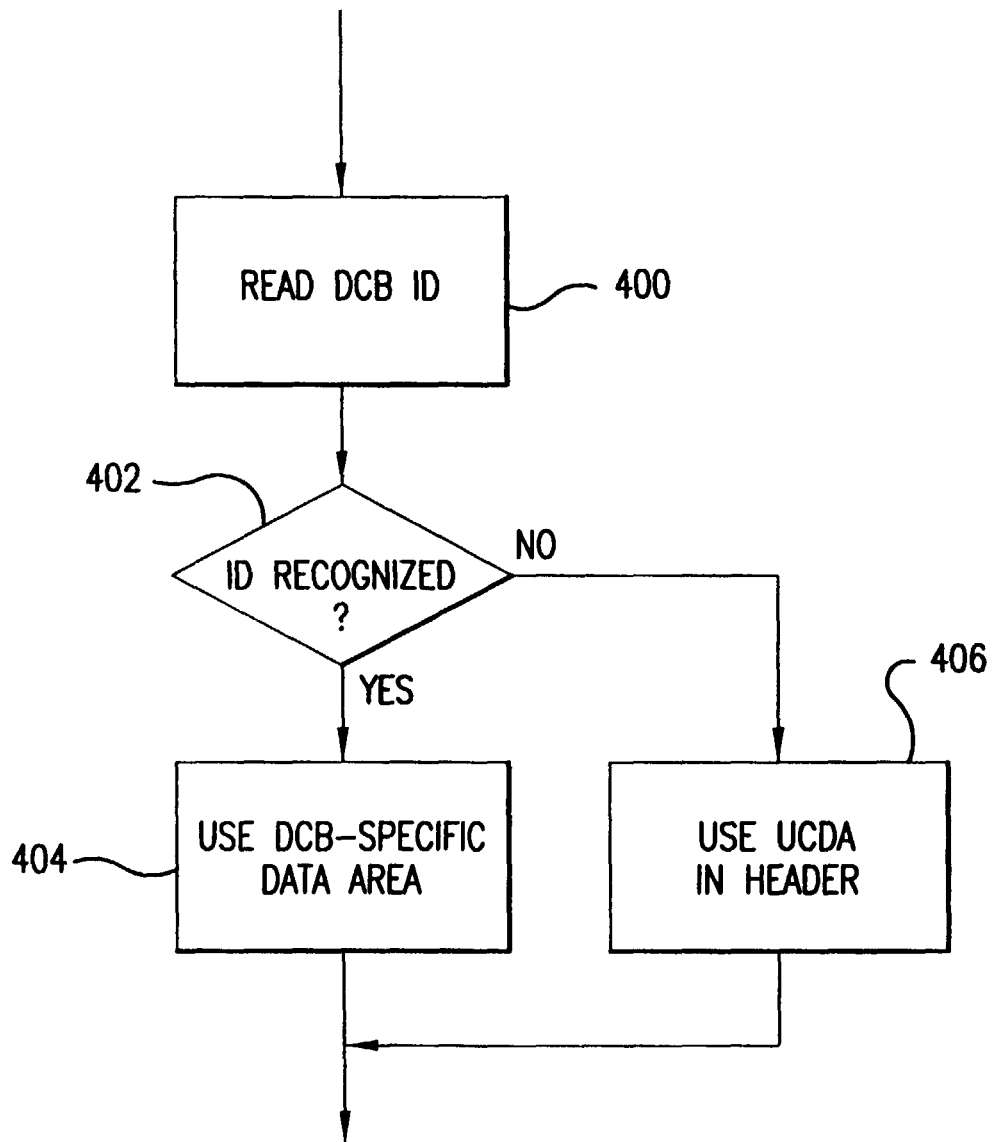 READ DCB ID
400
402
ID RECOGNIZED
?
NO
YES
406
404
USE DCB-SPECIFIC
DATA AREA
USE UCDA
IN HEADER